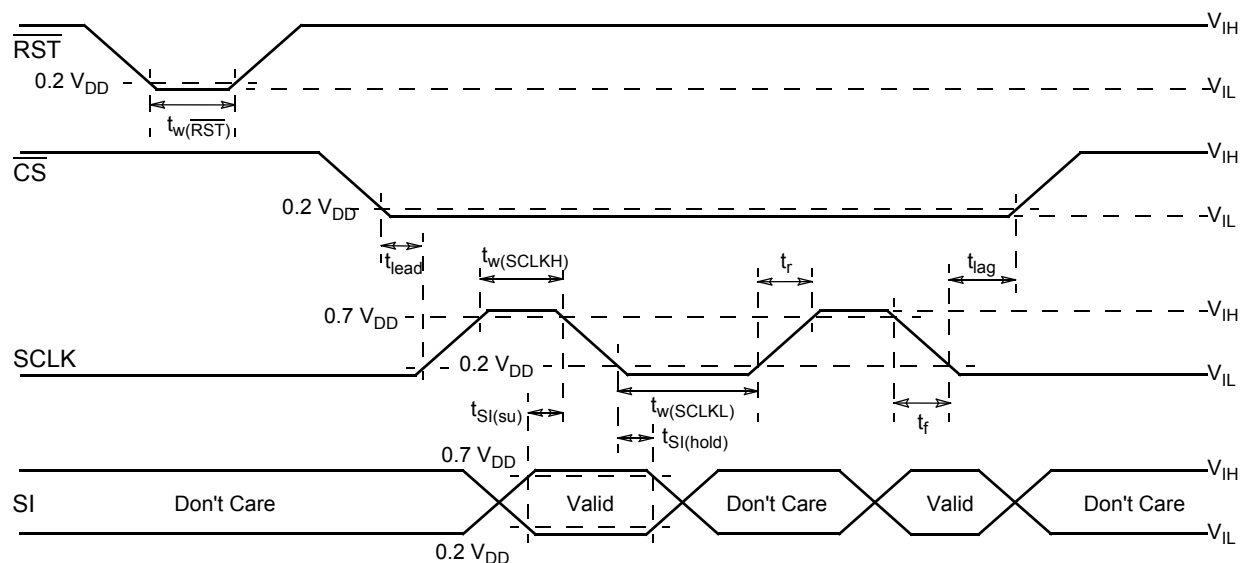 RST
V_IH
0.2 V_DD
V_IL
t_w(RST)
CS
V_IH
0.2 V_DD
V_IL
t_lead
t_w(SCLKH)
t_r
t_lag
0.7 V_DD
V_IH
SCLK
0.2 V_DD
V_IL
t_SI(su)
t_w(SCLKL)
t_f
t_SI(hold)
0.7 V_DD
V_IH
SI
Don't Care
Valid
Don't Care
Valid
Don't Care
0.2 V_DD
V_IL